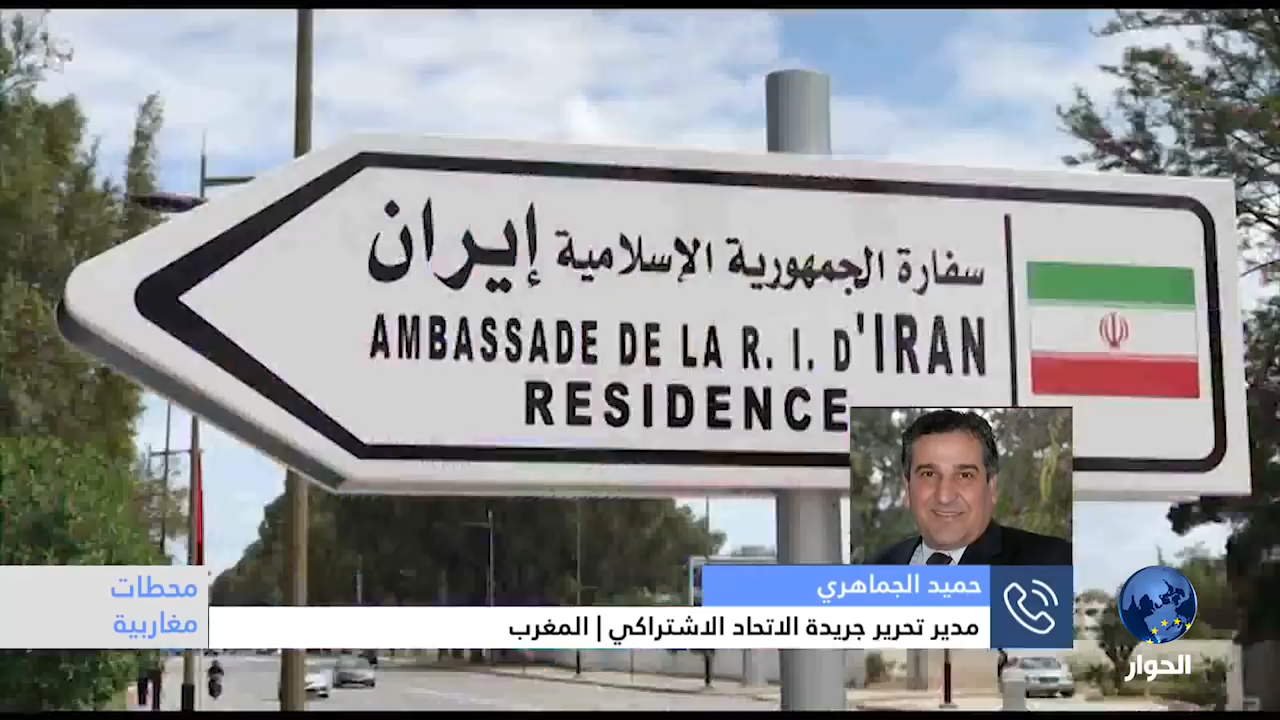 سفارة الجمهورية الإسلامية إيران
AMBASSADE DE LA R. I. D'IRAN
RESIDENCE
حميد الجماهري
مدير تحرير جريدة الاتحاد الاشتراكي | المغرب
محطات
مغاربية
الحوار